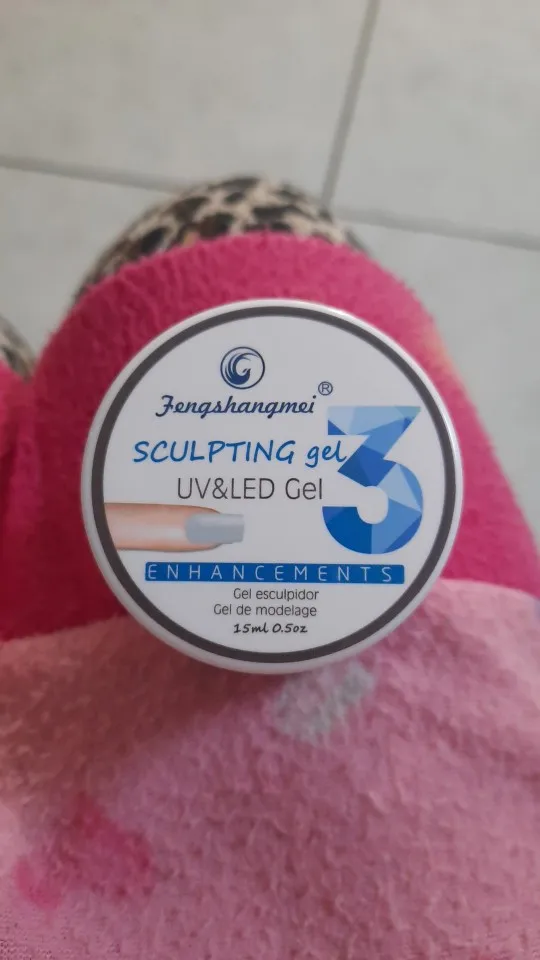 Fengshangmei®
SCULPTING gel
3
UV&LED Gel
ENHANCEMENTS
Gel esculpidor
Gel de modelage
15ml 0.5oz